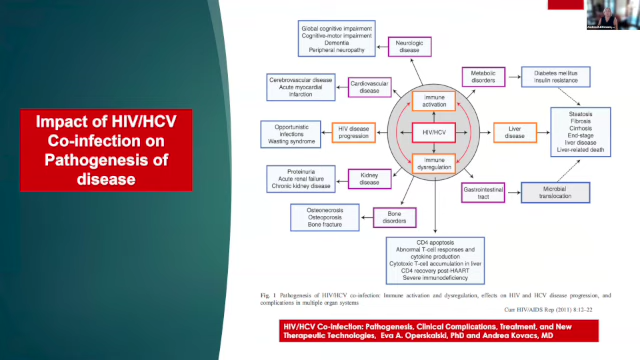 Impact of HIV/HCV
Co-infection on
Pathogenesis of
disease
Global cognitive impairment
Cognitive-motor impairment
Dementia
Peripheral neuropathy
Neurologic
disease
Cerebrovascular disease
Acute myocardial
infarction
Cardiovascular
disease
Opportunistic
infections
Wasting syndrome
HIV disease
progression
Proteinuria
Acute renal failure
Chronic kidney disease
Kidney
disease
Osteonecrosis
Osteoporosis
Bone fracture
Bone
disorders
Immune
activation
HIV/HCV
Immune
dysregulation
Metabolic
disorders
Diabetes mellitus
Insulin resistance
Liver
disease
Steatosis
Fibrosis
Cirrhosis
End-stage
liver disease
Liver-related death
Gastrointestinal
tract
Microbial
translocation
CD4 apoptosis
Abnormal T-cell responses and
cytokine production
Cytotoxic T-cell accumulation in liver
CD4 recovery post-HAART
Severe immunodeficiency
Fig. 1 Pathogenesis of HIV/HCV co-infection: Immune activation and dysregulation, effects on HIV and HCV disease progression, and
complications in multiple organ systems
Curr HIV/AIDS Rep (2011) 8:12–22
HIV/HCV Co-infection: Pathogenesis, Clinical Complications, Treatment, and New
Therapeutic Technologies, Eva A. Operskalski, PhD and Andrea Kovacs, MD